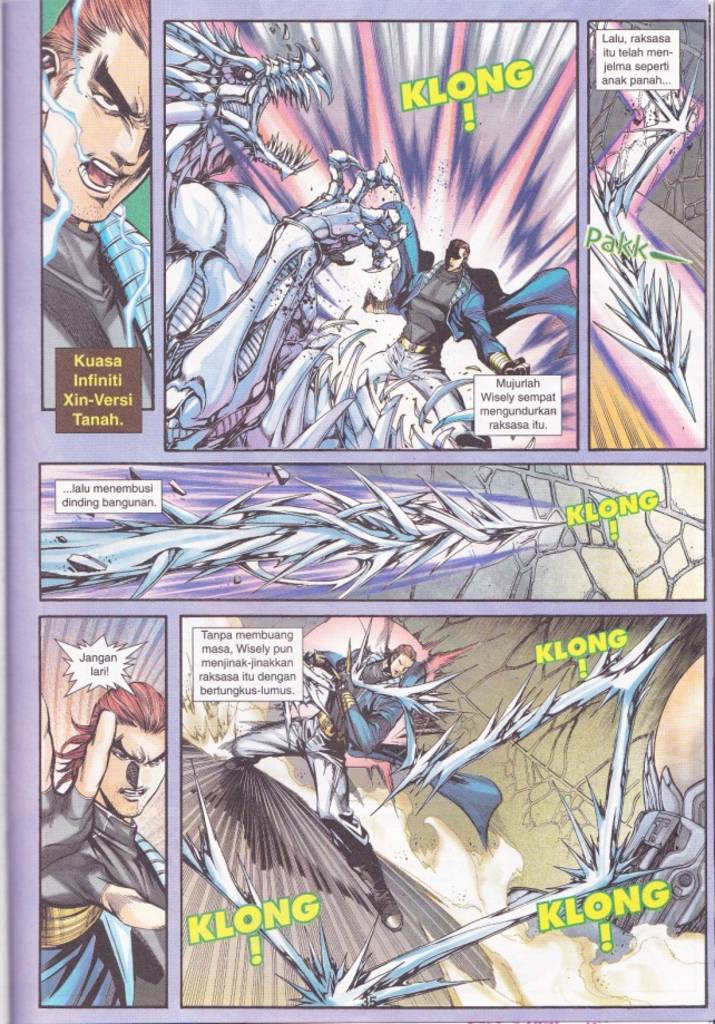 Kuasa
Infiniti
Xin-Versi
Tanah.
KLONG
!
Mujurlah
Wisely sempat
mengundurkan
raksasa itu.
Lalu, raksasa
itu telah men-
jelma seperti
anak panah...
Pakk
...lalu menembusi
dinding bangunan.
KLONG
!
Jangan
lari!
Tanpa membuang
masa, Wisely pun
menjinak-jinakkan
raksasa itu dengan
bertungkus-lumus.
KLONG
!
KLONG
!
KLONG
!
35